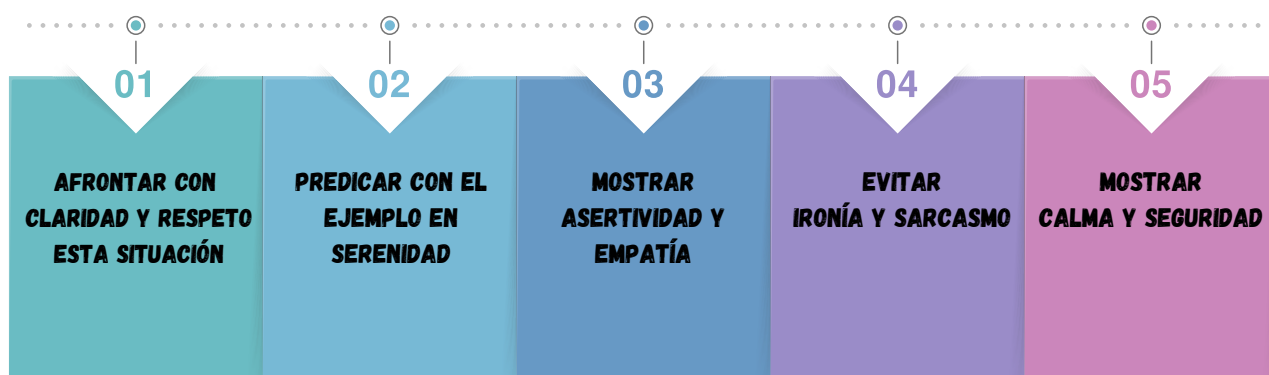 01
AFRONTAR CON
CLARIDAD Y RESPETO
ESTA SITUACIÓN
02
PREDICAR CON EL
EJEMPLO EN
SERENIDAD
03
MOSTRAR
ASERTIVIDAD Y
EMPATÍA
04
EVITAR
IRONÍA Y SARCASMO
05
MOSTRAR
CALMA Y SEGURIDAD